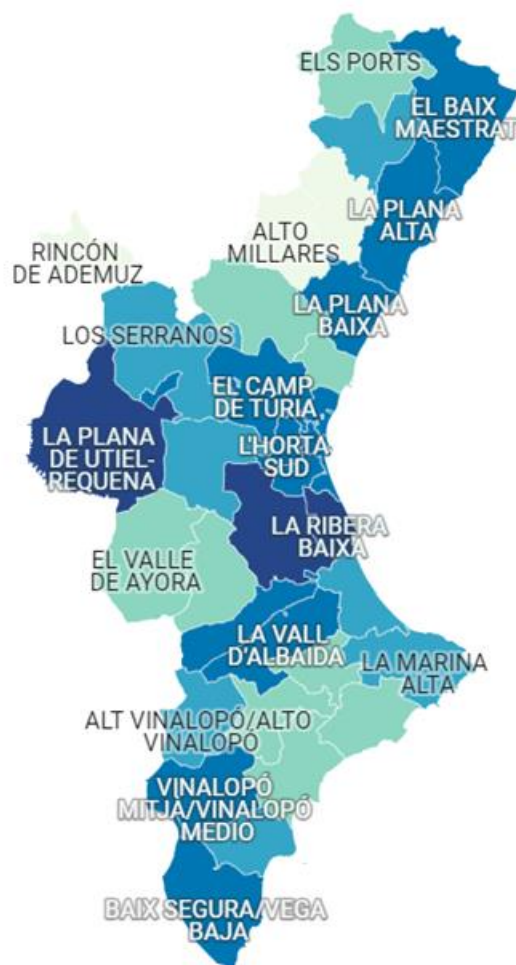 ELS PORTS
EL BAIX
MAESTRAT
LA PLANA
ALTA
ALTO
MILLARES
RINCÓN
DE ADEMUZ
LA PLANA
BAIXA
LOS SERRANOS
EL CAMP
DE TÚRIA
LA PLANA
DE UTIEL-
REQUENA
L'HORTA
SUD
LA RIBERA
BAIXA
EL VALLE
DE AYORA
LA VALL
D'ALBAIDA
LA MARINA
ALTA
ALT VINALOPÓ/ALTO
VINALOPÓ
VINALOPÓ
MITJÀ/VINALOPÓ
MEDIO
BAIX SEGURA/VEGA
BAJA